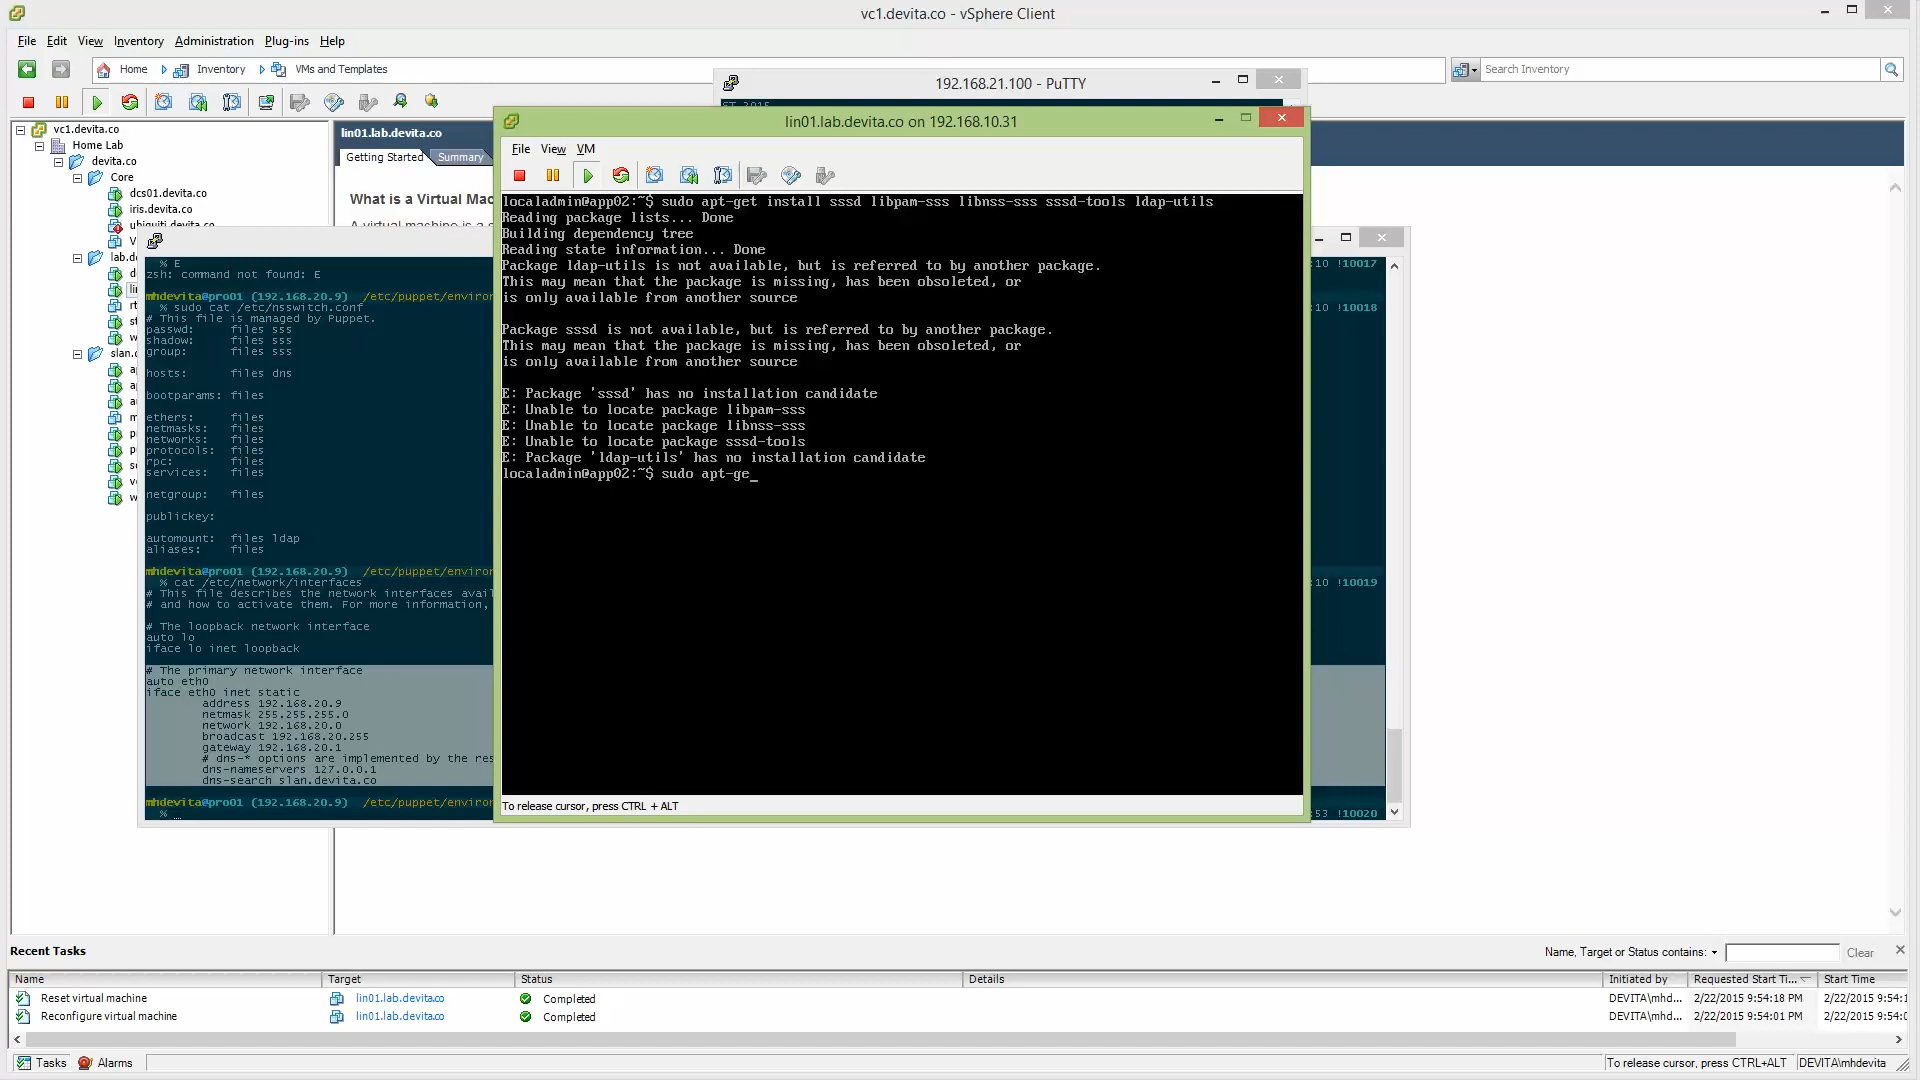 vc1.devita.co - vSphere Client
File Edit View Inventory Administration Plug-ins Help
Home Inventory VMs and Templates
Search Inventory
192.168.21.100 - PuTTY
vc1.devita.co
Home Lab
devita.co
Core
dcs01.devita.co
iris.devita.co
ubiquiti.devita.co
V
lab.de
d
lin
rt
st
w
slan.d
a
a
a
m
p
p
s
v
w
lin01.lab.devita.co
Getting Started Summary
What is a Virtual Mac
A virtual machine is a s
% E
zsh: command not found: E
mhdevita@pro01 (192.168.20.9) /etc/puppet/environ
% sudo cat /etc/nsswitch.conf
# This file is managed by Puppet.
passwd: files sss
shadow: files sss
group: files sss
hosts: files dns
bootparams: files
ethers: files
netmasks: files
networks: files
protocols: files
rpc: files
services: files
netgroup: files
publickey:
automount: files ldap
aliases: files
mhdevita@pro01 (192.168.20.9) /etc/puppet/environ
% cat /etc/network/interfaces
# This file describes the network interfaces avai
# and how to activate them. For more information,
# The loopback network interface
auto lo
iface lo inet loopback
# The primary network interface
auto eth0
iface eth0 inet static
address 192.168.20.9
netmask 255.255.255.0
network 192.168.20.0
broadcast 192.168.20.255
gateway 192.168.20.1
# dns-* options are implemented by the res
dns-nameservers 127.0.0.1
dns-search slan.devita.co
mhdevita@pro01 (192.168.20.9) /etc/puppet/environ
% _
:10 !10017
:10 !10018
:10 !10019
:53 !10020
lin01.lab.devita.co on 192.168.10.31
File View VM
localadmin@app02:~$ sudo apt-get install sssd libpam-sss libnss-sss sssd-tools ldap-utils
Reading package lists... Done
Building dependency tree
Reading state information... Done
Package ldap-utils is not available, but is referred to by another package.
This may mean that the package is missing, has been obsoleted, or
is only available from another source
Package sssd is not available, but is referred to by another package.
This may mean that the package is missing, has been obsoleted, or
is only available from another source
E: Package 'sssd' has no installation candidate
E: Unable to locate package libpam-sss
E: Unable to locate package libnss-sss
E: Unable to locate package sssd-tools
E: Package 'ldap-utils' has no installation candidate
localadmin@app02:~$ sudo apt-ge_
To release cursor, press CTRL + ALT
Recent Tasks
Name, Target or Status contains: Clear
Name Target Status Details Initiated by Requested Start Ti... Start Time
Reset virtual machine lin01.lab.devita.co Completed DEVITA\mhd... 2/22/2015 9:54:18 PM 2/22/2015 9:54:1
Reconfigure virtual machine lin01.lab.devita.co Completed DEVITA\mhd... 2/22/2015 9:54:01 PM 2/22/2015 9:54:0
Tasks Alarms To release cursor, press CTRL+ALT DEVITA\mhdevita